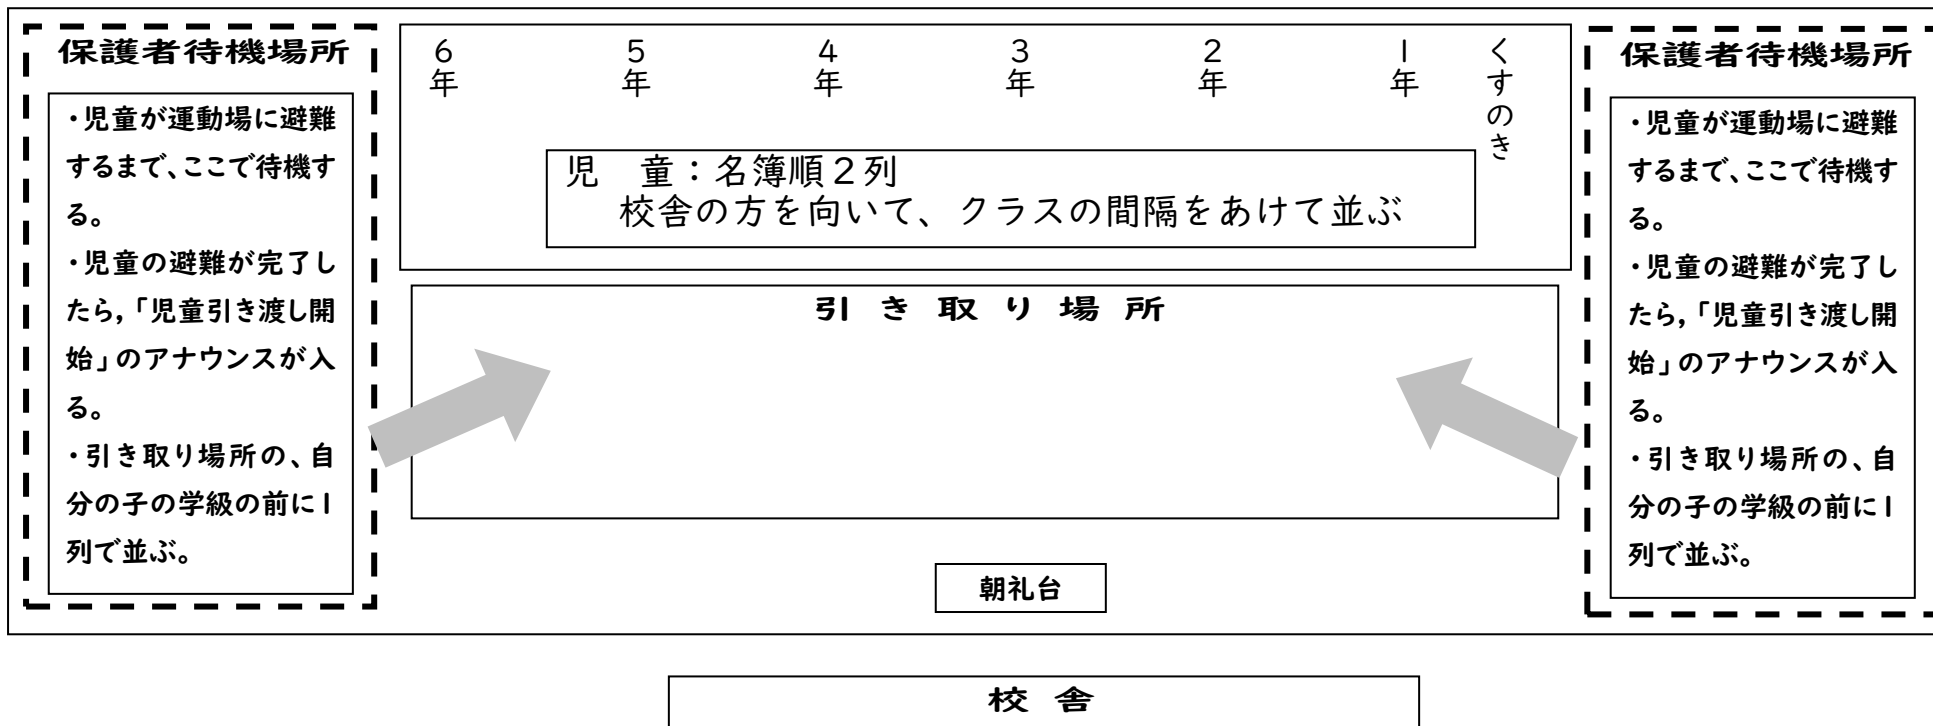 保護者待機場所
・児童が運動場に避難
するまで、ここで待機す
る。
・児童の避難が完了し
たら，「児童引き渡し開
始」のアナウンスが入
る。
・引き取り場所の、自
分の子の学級の前に1
列で並ぶ。
6年
5年
4年
3年
2年
1年
くすのき
児　童：名簿順２列
校舎の方を向いて、クラスの間隔をあけて並ぶ
引き取り場所
朝礼台
保護者待機場所
・児童が運動場に避難
するまで、ここで待機す
る。
・児童の避難が完了し
たら，「児童引き渡し開
始」のアナウンスが入
る。
・引き取り場所の、自
分の子の学級の前に1
列で並ぶ。
校舎